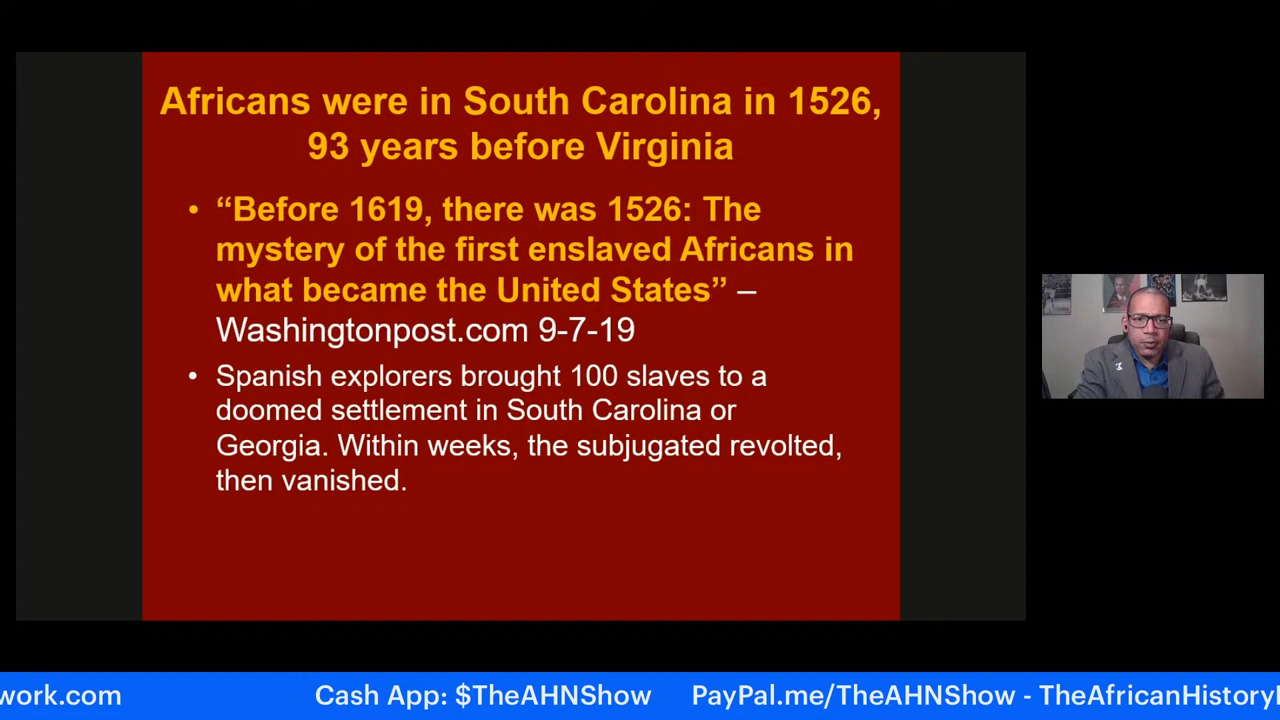 Africans were in South Carolina in 1526,
93 years before Virginia
• “Before 1619, there was 1526: The
mystery of the first enslaved Africans in
what became the United States” –
Washingtonpost.com 9-7-19
• Spanish explorers brought 100 slaves to a
doomed settlement in South Carolina or
Georgia. Within weeks, the subjugated revolted,
then vanished.
work.com Cash App: $TheAHNShow PayPal.me/TheAHNShow - TheAfricanHistory